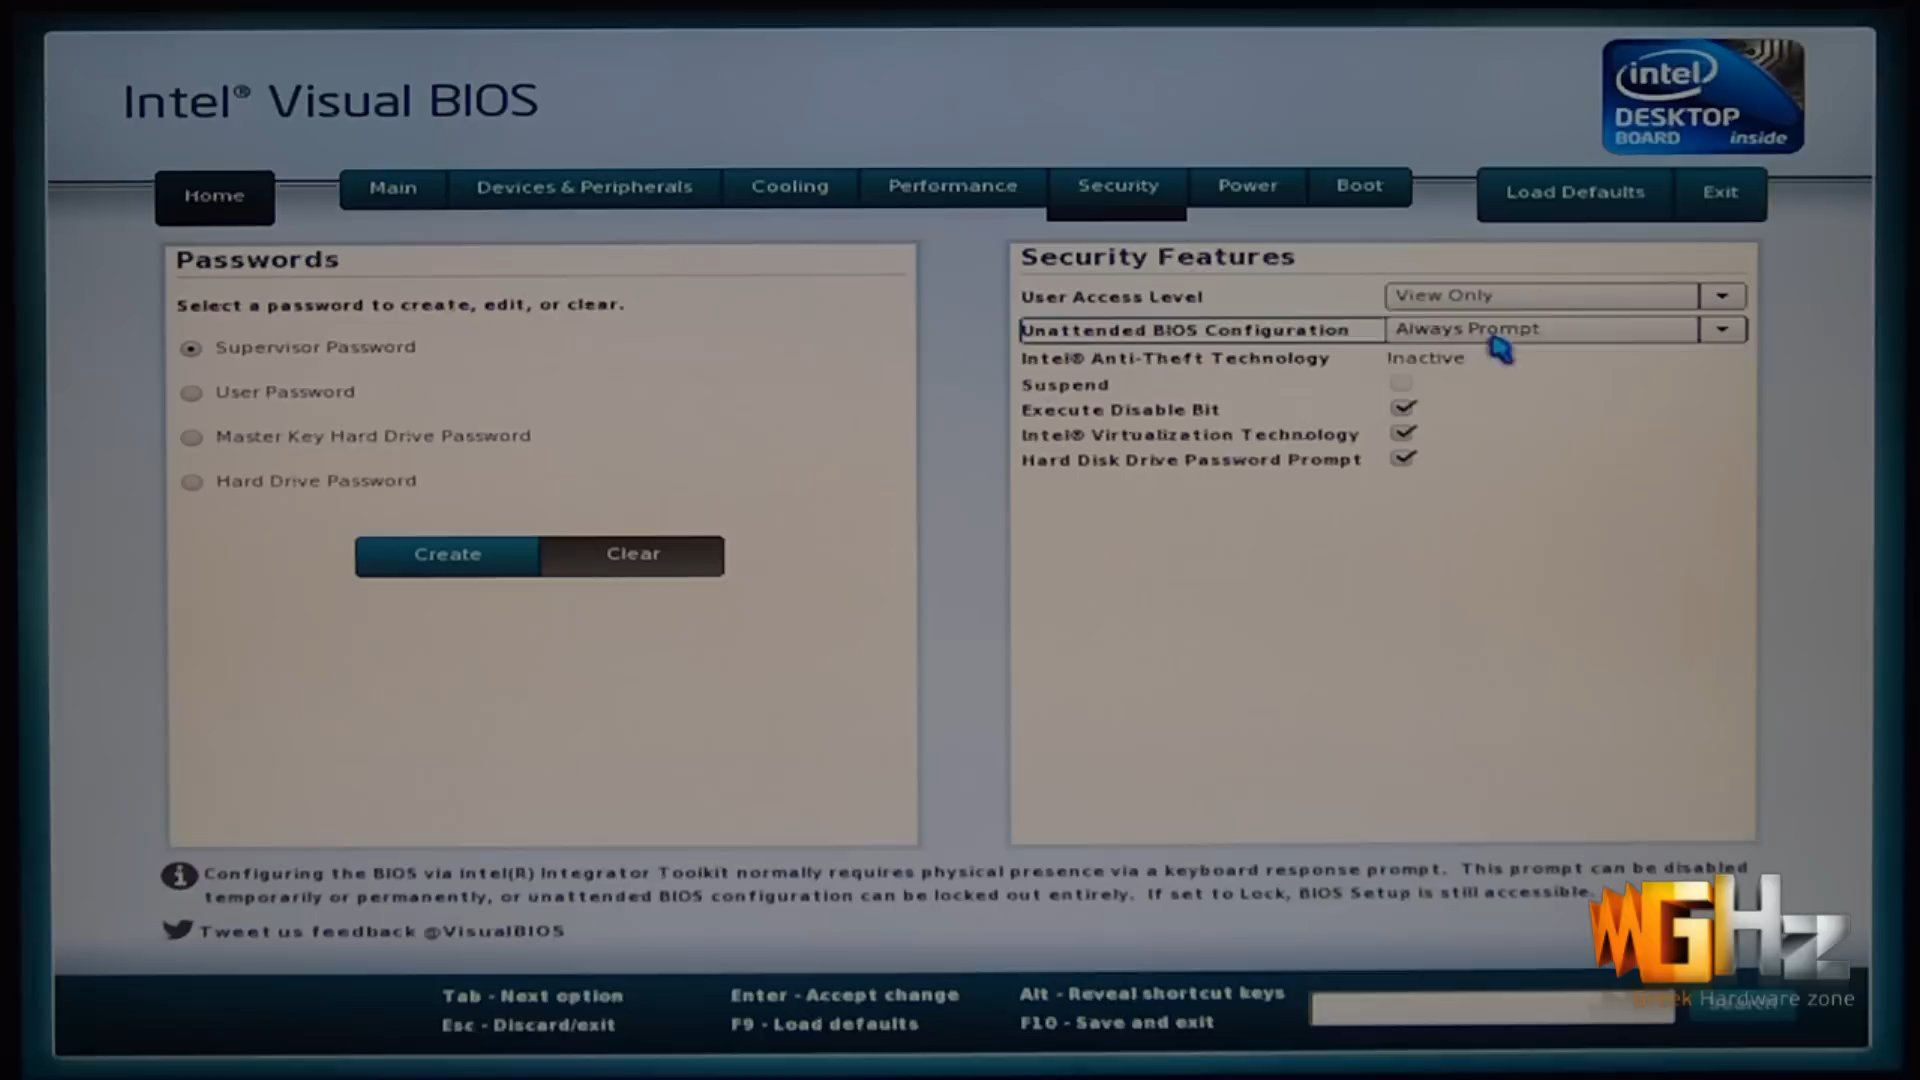 Intel® Visual BIOS
intel
DESKTOP
BOARD inside
Home Main Devices & Peripherals Cooling Performance Security Power Boot Load Defaults Exit
Passwords
Select a password to create, edit, or clear.
Supervisor Password
User Password
Master Key Hard Drive Password
Hard Drive Password
Create Clear
Security Features
User Access Level View Only
Unattended BIOS Configuration Always Prompt
Intel® Anti-Theft Technology Inactive
Suspend
Execute Disable Bit
Intel® Virtualization Technology
Hard Disk Drive Password Prompt
Configuring the BIOS via Intel(R) Integrator Toolkit normally requires physical presence via a keyboard response prompt. This prompt can be disabled
temporarily or permanently, or unattended BIOS configuration can be locked out entirely. If set to Lock, BIOS Setup is still accessible.
Tweet us feedback @VisualBIOS
Tab - Next option Enter - Accept change Alt - Reveal shortcut keys
Esc - Discard/exit F9 - Load defaults F10 - Save and exit
Search
GHz
Hardware zone